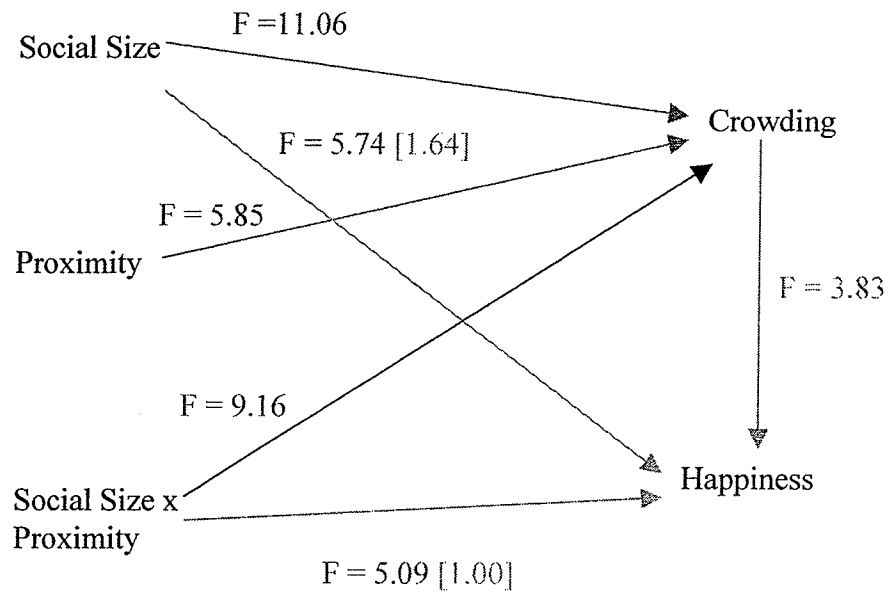 F =11.06
Social Size
Crowding
F = 5.74 [1.64]
F = 5.85
Proximity
F = 3.83
F = 9.16
Happiness
Social Size x
Proximity
F = 5.09 [1.00]